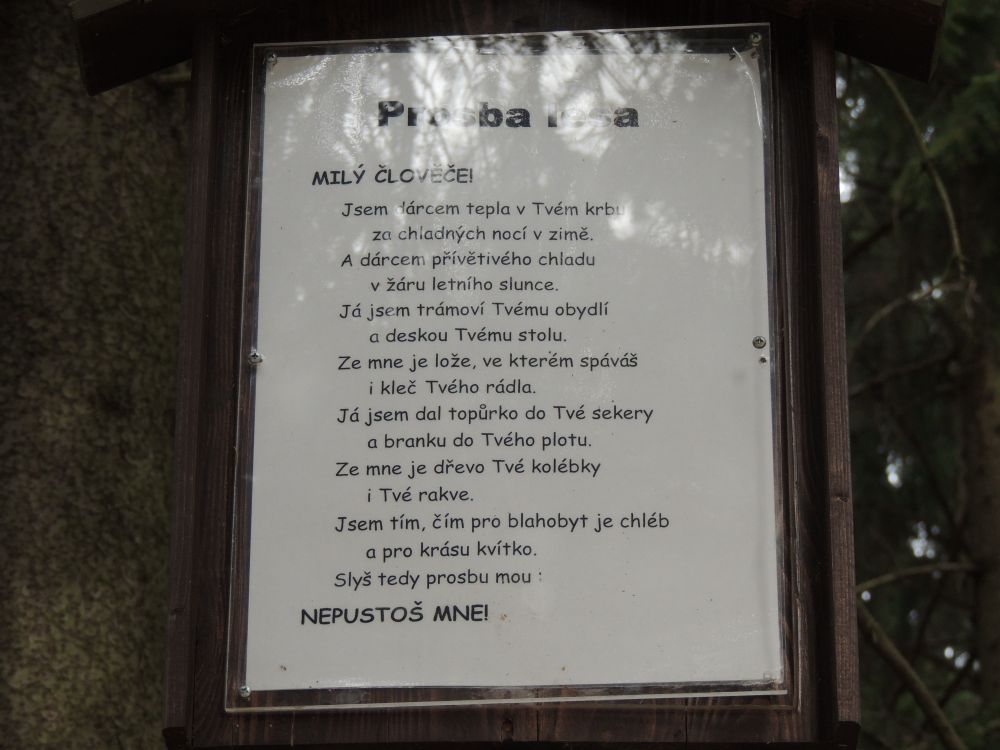 Prosba lesa
MILÝ ČLOVĚČE!
Jsem dárcem tepla v Tvém krbu
za chladných nocí v zimě.
A dárcem přívětivého chladu
v žáru letního slunce.
Já jsem trámoví Tvému obydlí
a deskou Tvému stolu.
Ze mne je lože, ve kterém spáváš
i kleč Tvého rádla.
Já jsem dal topůrko do Tvé sekery
a branku do Tvého plotu.
Ze mne je dřevo Tvé kolébky
i Tvé rakve.
Jsem tím, čím pro blahobyt je chléb
a pro krásu kvítko.
Slyš tedy prosbu mou :
NEPUSTOŠ MNE!